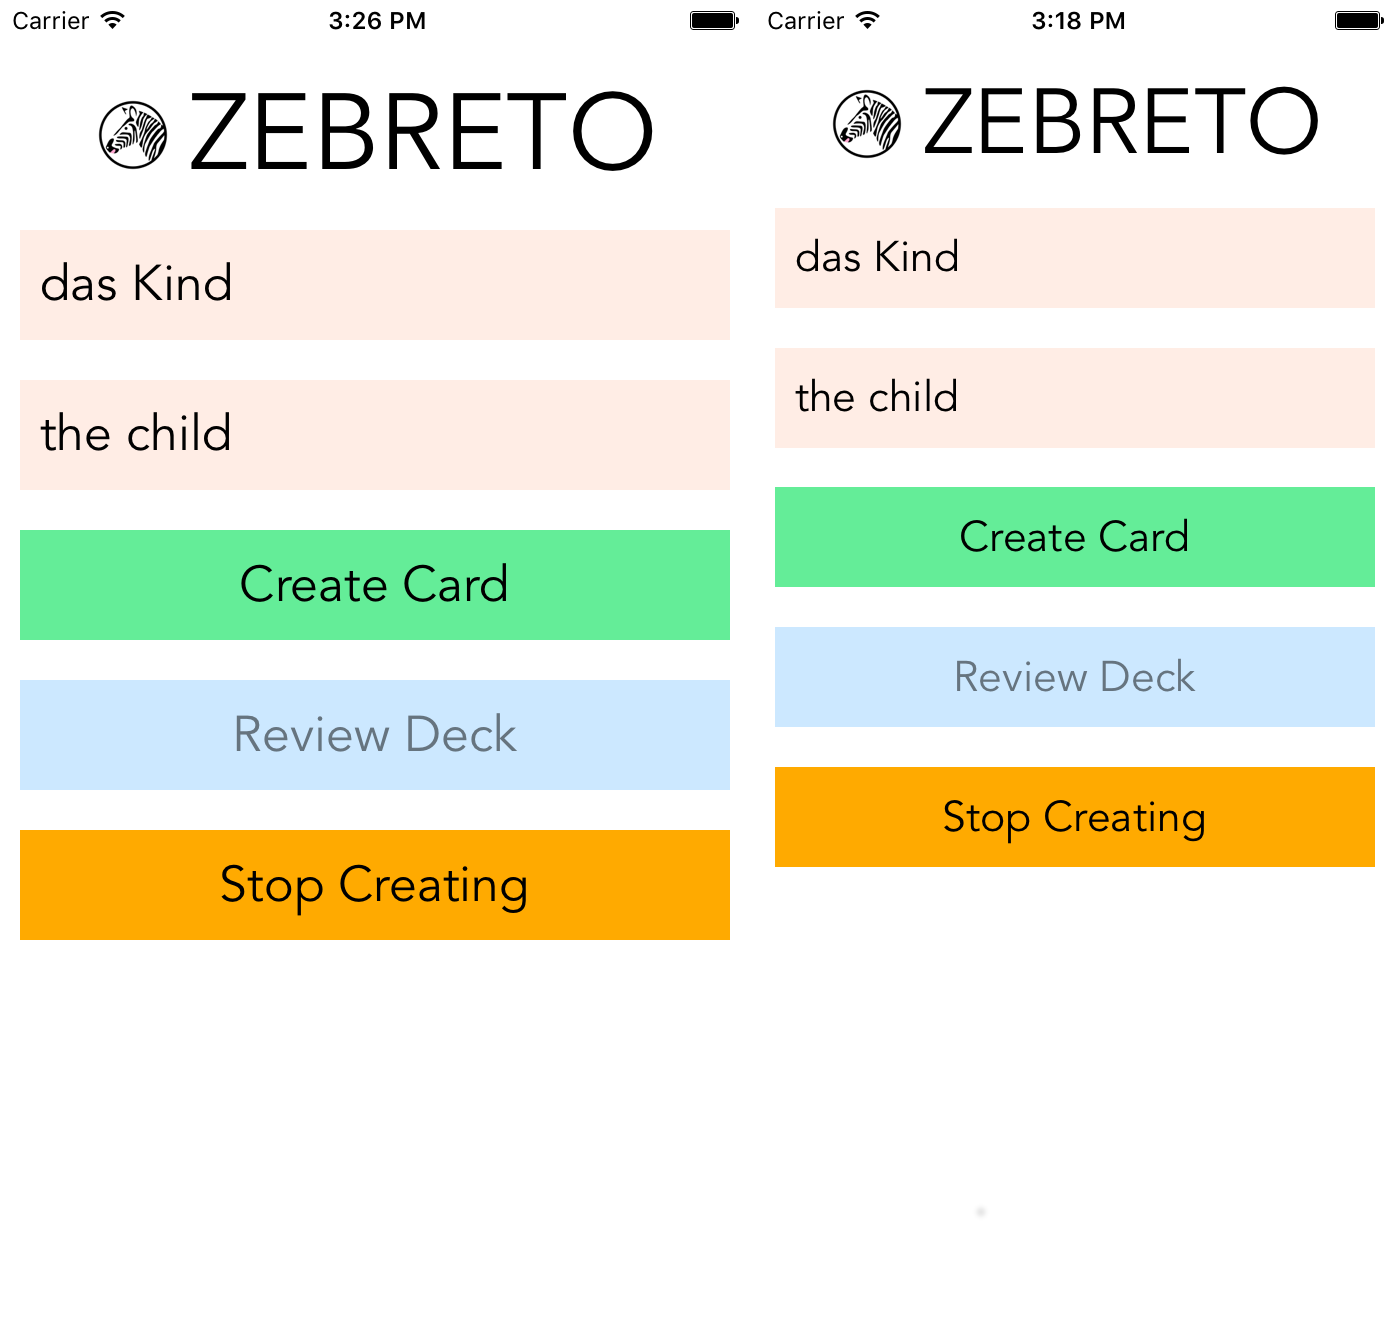 Carrier 3:26 PM
ZEBRETO
das Kind
the child
Create Card
Review Deck
Stop Creating
Carrier 3:18 PM
ZEBRETO
das Kind
the child
Create Card
Review Deck
Stop Creating